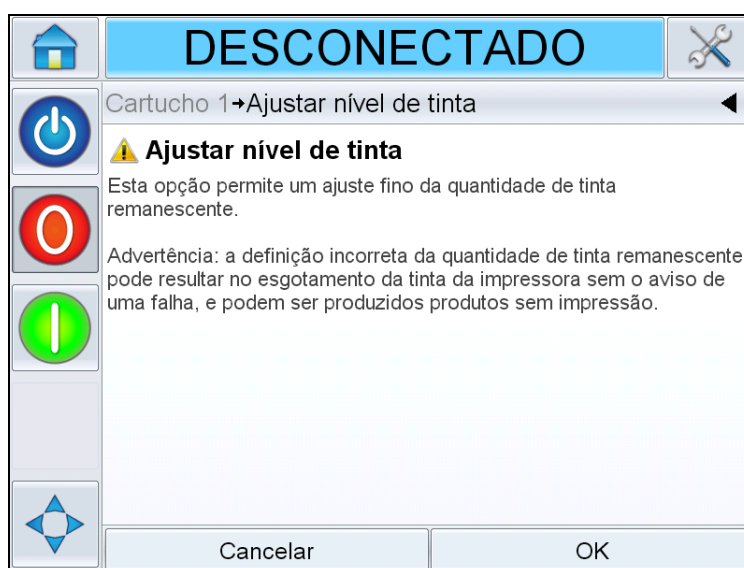 DESCONECTADO
Cartucho 1→Ajustar nível de tinta
Ajustar nível de tinta
Esta opção permite um ajuste fino da quantidade de tinta
remanescente.
Advertência: a definição incorreta da quantidade de tinta remanescente
pode resultar no esgotamento da tinta da impressora sem o aviso de
uma falha, e podem ser produzidos produtos sem impressão.
Cancelar
OK